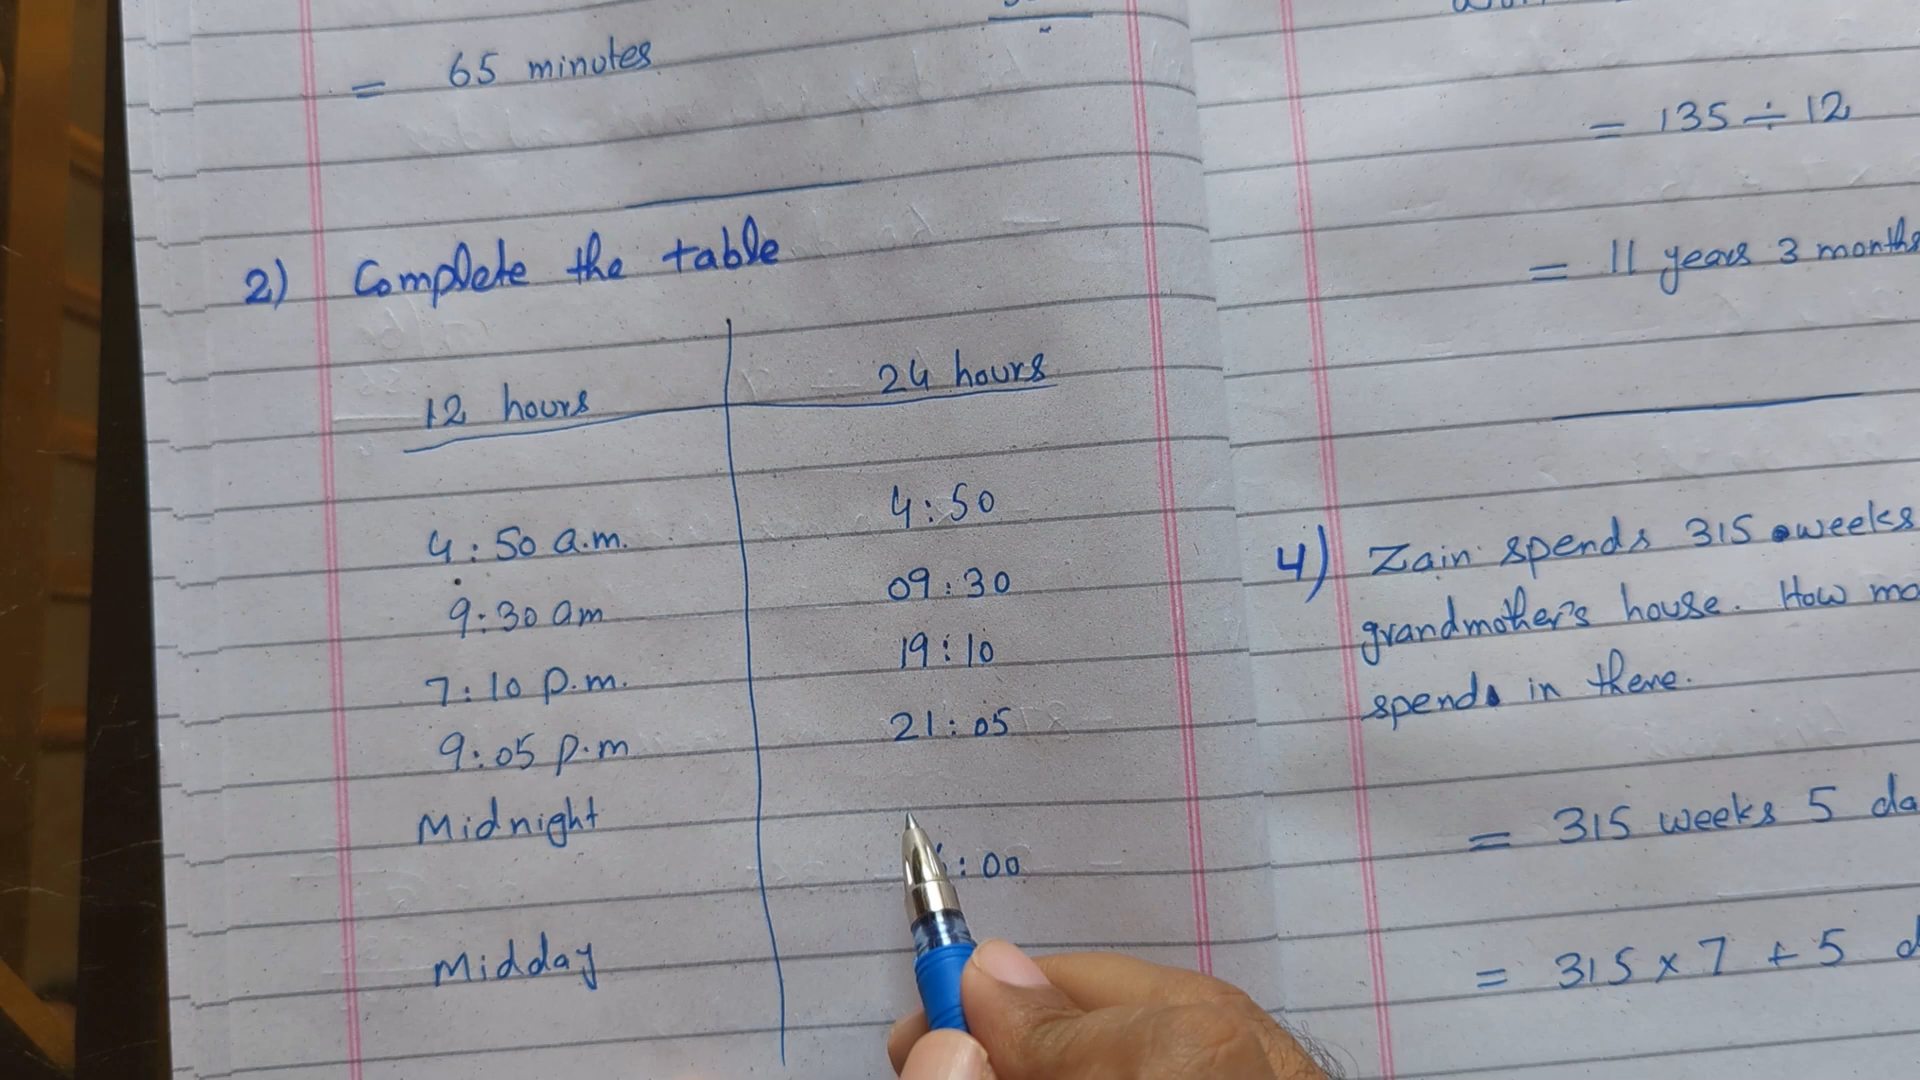 = 65 minutes
2) Complete the table
12 hours 24 hours
4:50 a.m. 4:50
9:30 am 09:30
7:10 p.m. 19:10
9:05 p.m 21:05
Midnight
:00
Midday
= 135 ÷ 12
= 11 years 3 months
4) Zain spends 315 weeks
grandmother's house. How
spends in there.
= 315 weeks 5
= 315 x 7 + 5